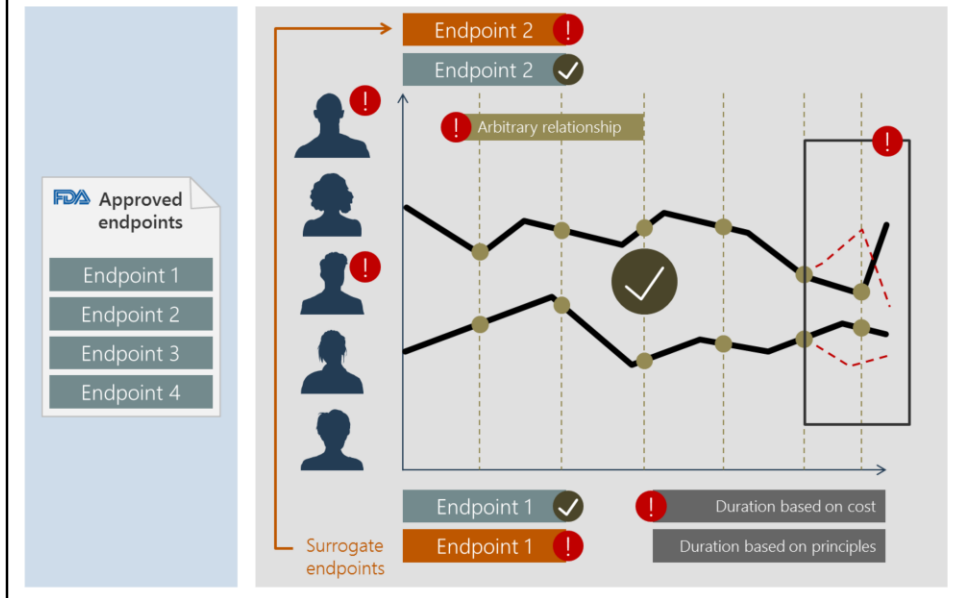 FDA Approved
endpoints
Endpoint 1
Endpoint 2
Endpoint 3
Endpoint 4
Endpoint 2 !
Endpoint 2
!
! Arbitrary relationship
!
!
Endpoint 1
! Duration based on cost
Surrogate
endpoints
Endpoint 1 !
Duration based on principles